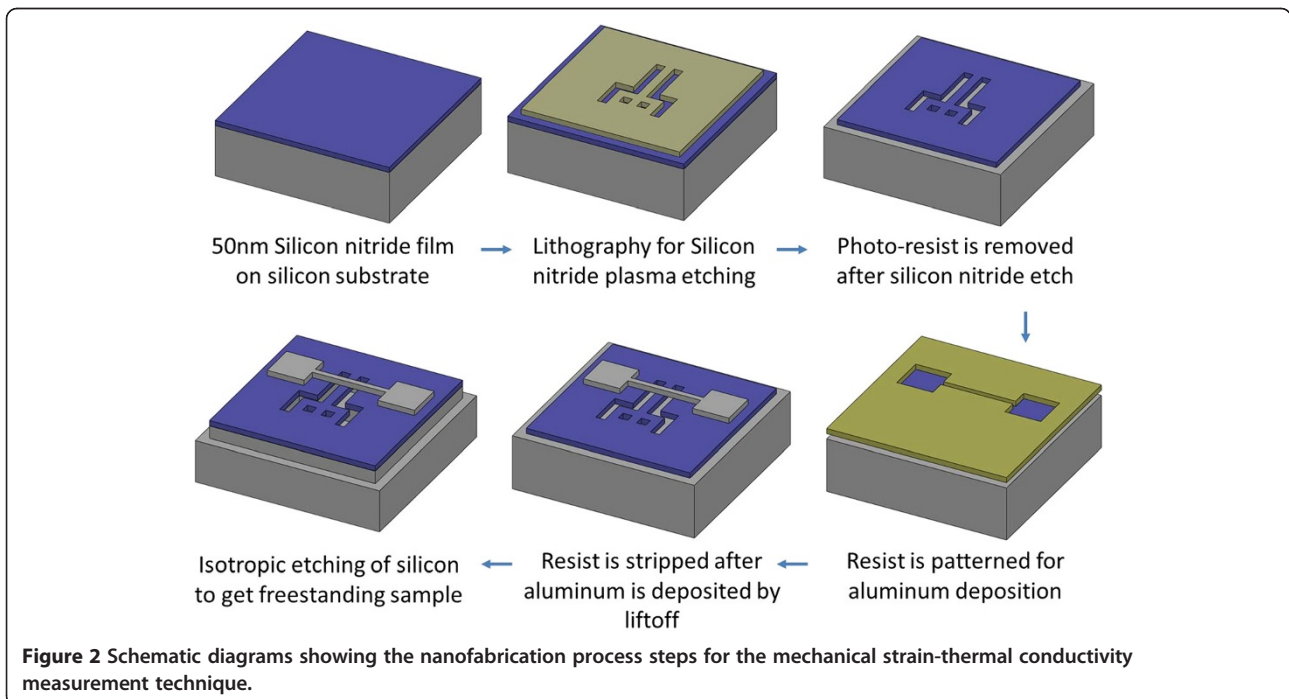 50nm Silicon nitride film
on silicon substrate
Lithography for Silicon
nitride plasma etching
Photo-resist is removed
after silicon nitride etch
Resist is patterned for
aluminum deposition
Resist is stripped after
aluminum is deposited by
liftoff
Isotropic etching of silicon
to get freestanding sample
Figure 2 Schematic diagrams showing the nanofabrication process steps for the mechanical strain-thermal conductivity
measurement technique.